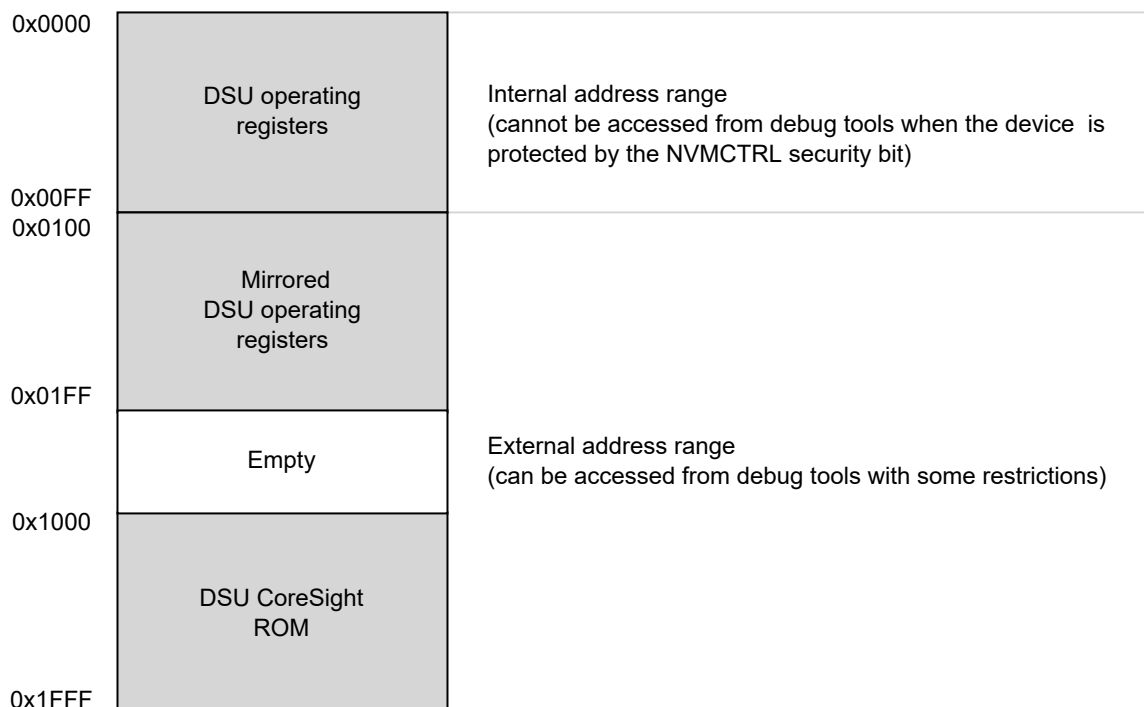 0x0000
DSU operating
registers
Internal address range
(cannot be accessed from debug tools when the device is
protected by the NVMCTRL security bit)
0x00FF
0x0100
Mirrored
DSU operating
registers
0x01FF
Empty
External address range
(can be accessed from debug tools with some restrictions)
0x1000
DSU CoreSight
ROM
0x1FFF